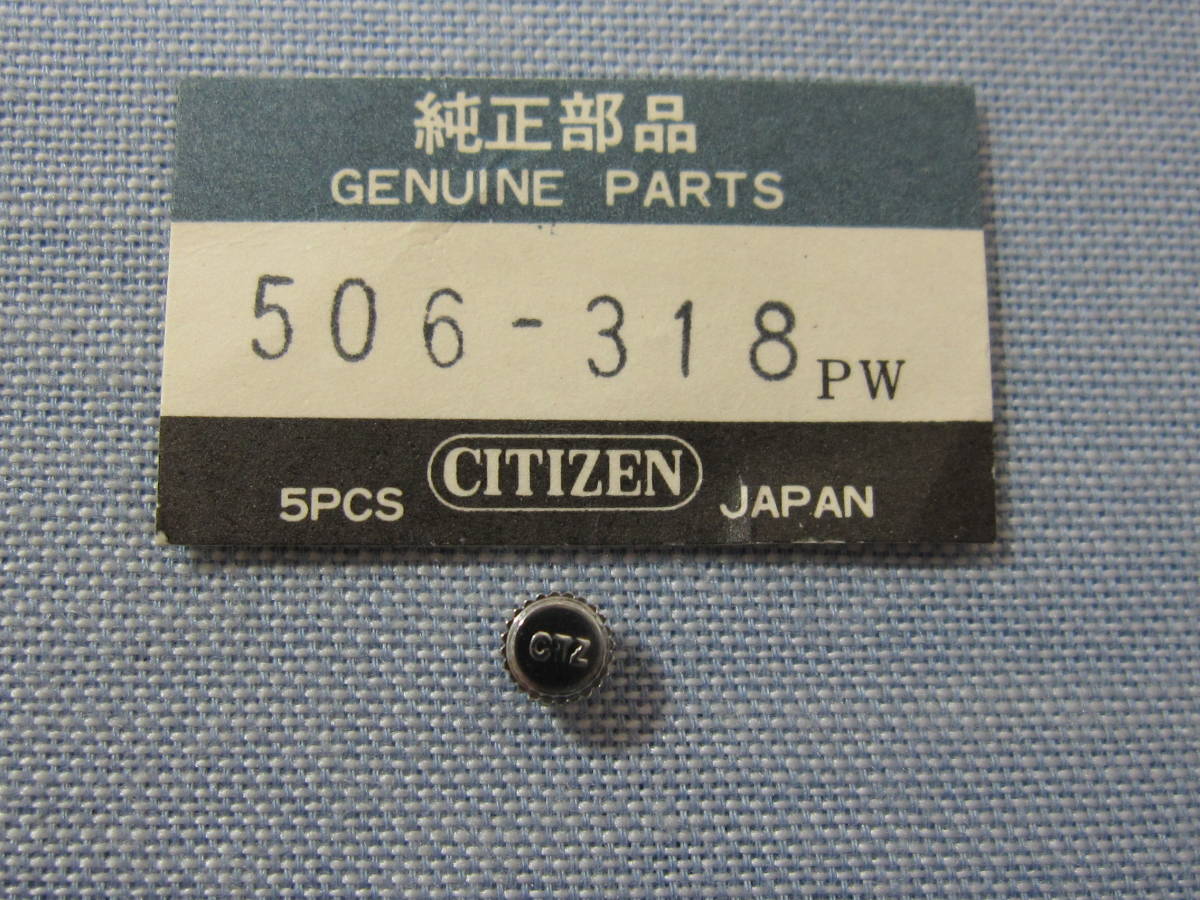 純正部品
GENUINE PARTS
506-318 PW
5PCS CITIZEN JAPAN
CTZ